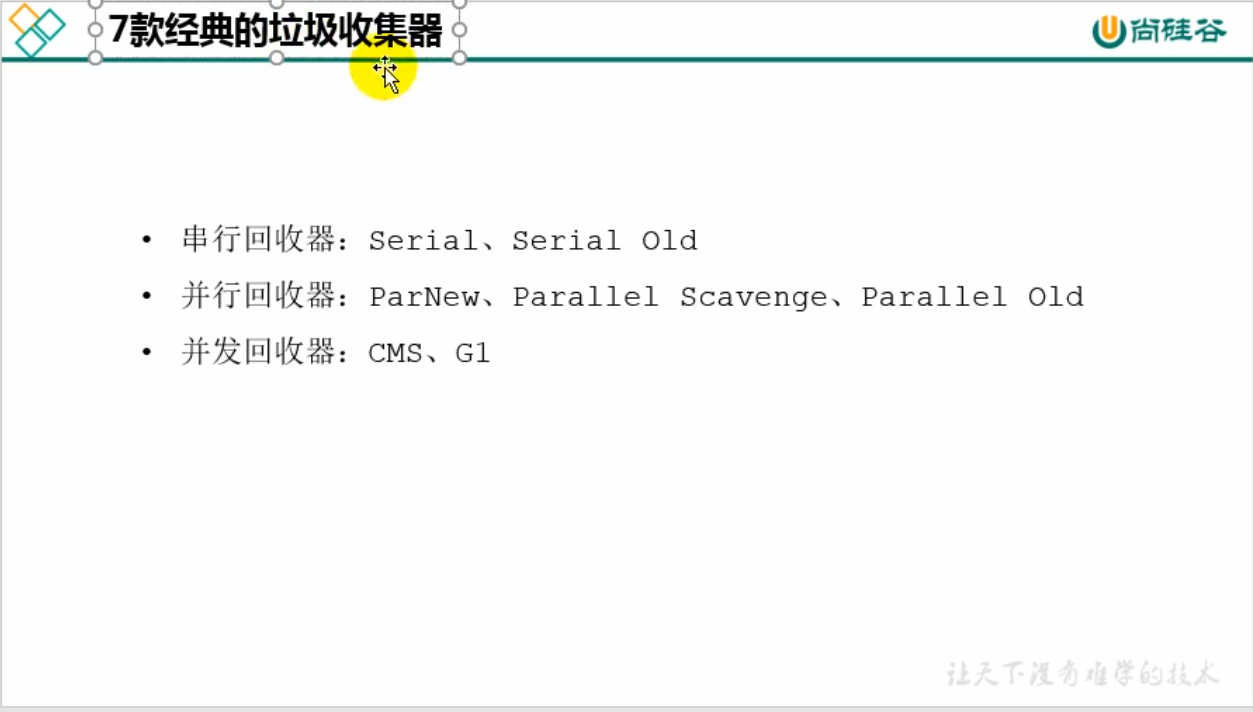 7款经典的垃圾收集器
尚硅谷
• 串行回收器：Serial、Serial Old
• 并行回收器：ParNew、Parallel Scavenge、Parallel Old
• 并发回收器：CMS、G1
让天下没有难学的技术